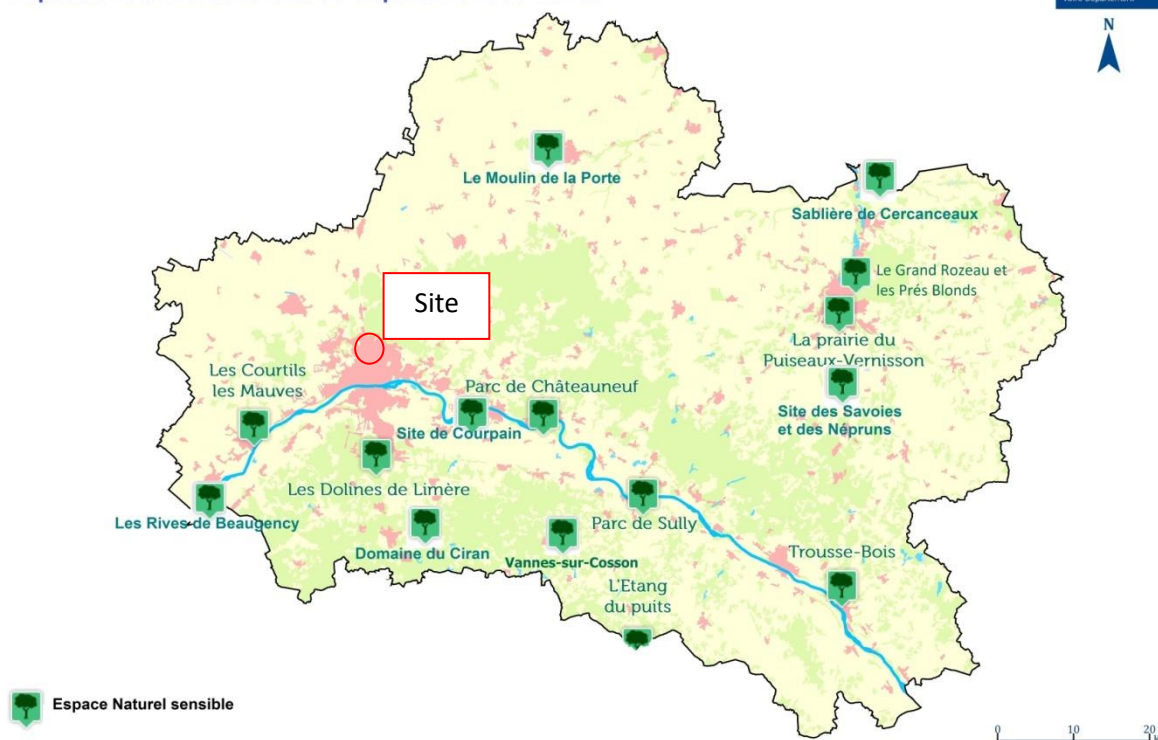 N
Le Moulin de la Porte
Sablière de Cercanceaux
Le Grand Rozeau et
les Prés Blonds
Site
La prairie du
Puiseaux-Vernisson
Les Courtils
les Mauves
Parc de Châteauneuf
Site des Savoies
et des Népruns
Site de Courpain
Les Dolines de Limère
Les Rives de Beaugency
Parc de Sully
Domaine du Ciran
Vannes-sur-Cosson
Trousse-Bois
L'Etang
du puits
Espace Naturel sensible
0 10 20